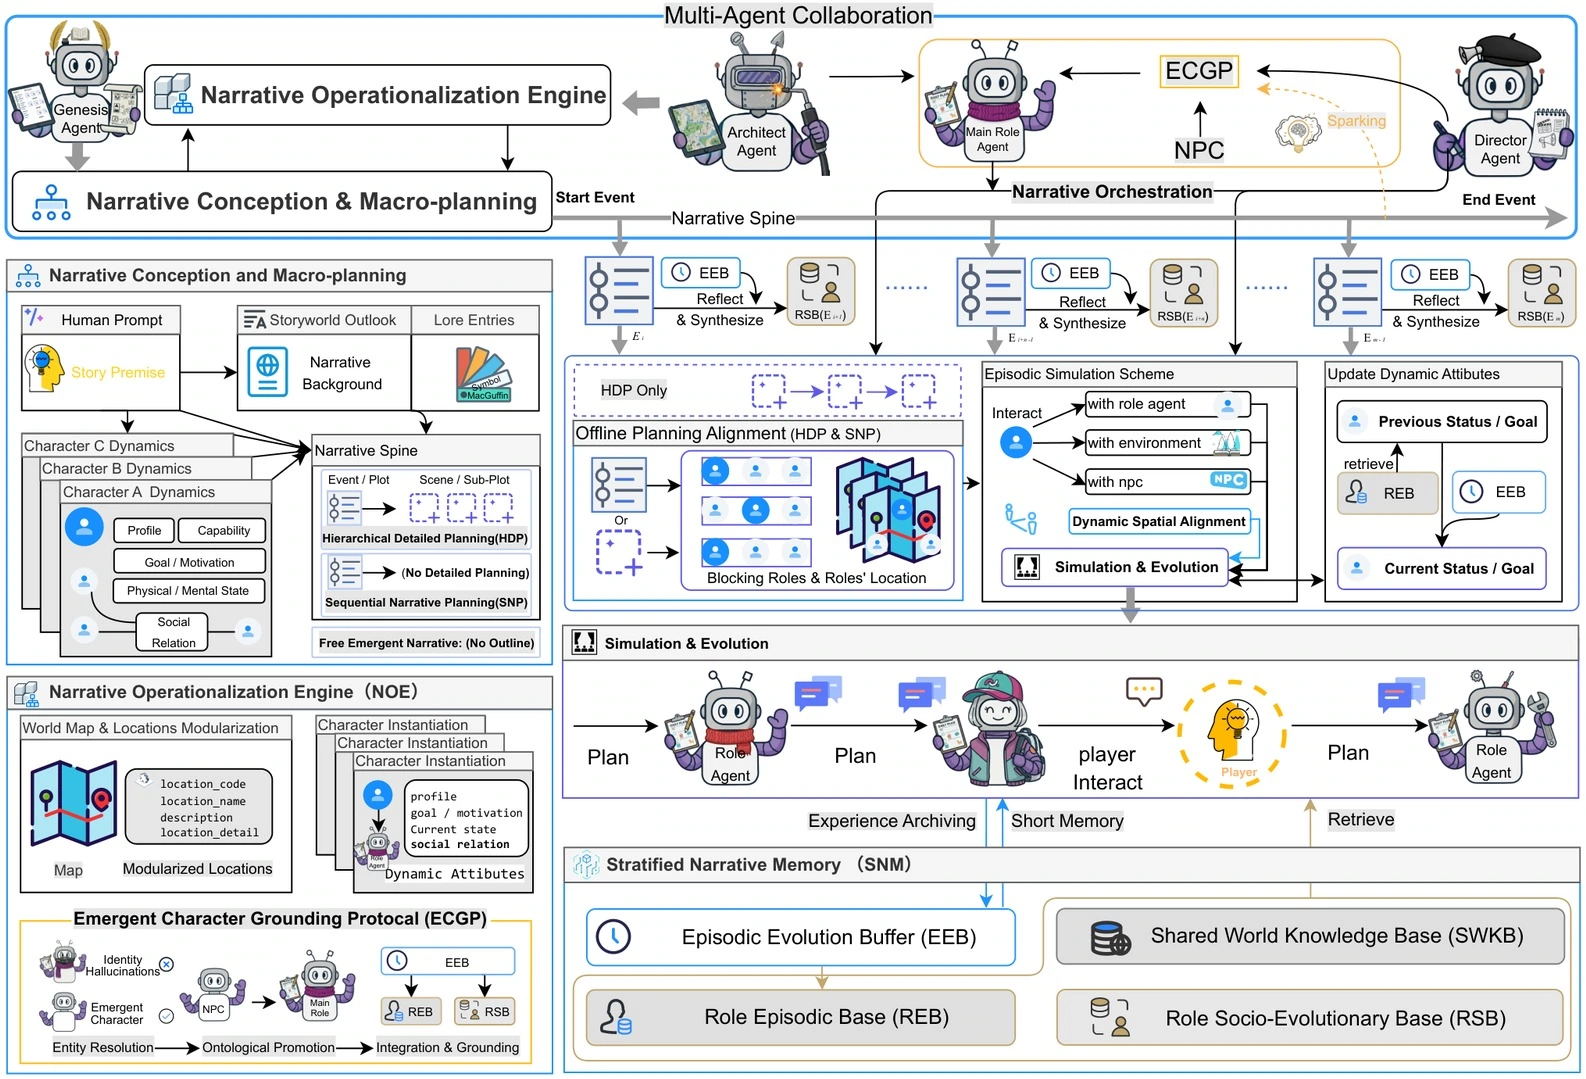 Multi-Agent Collaboration
Genesis
Agent
Narrative Operationalization Engine
Narrative Conception & Macro-planning
Architect
Agent
Main Role
Agent
ECGP
NPC
Sparking
Director
Agent
Narrative Orchestration
Start Event
Narrative Spine
End Event
EEB
Reflect
& Synthesize
RSB(E i+1)
E i
......
EEB
Reflect
& Synthesize
RSB(E i+n)
E i+n-1
......
EEB
Reflect
& Synthesize
RSB(E m)
E m-1
Narrative Conception and Macro-planning
Human Prompt
Story Premise
Storyworld Outlook
Lore Entries
Narrative
Background
Symbol
MacGuffin
Character C Dynamics
Character B Dynamics
Character A Dynamics
Profile
Capability
Goal / Motivation
Physical / Mental State
Social
Relation
Narrative Spine
Event / Plot
Scene / Sub-Plot
Hierarchical Detailed Planning(HDP)
(No Detailed Planning)
Sequential Narrative Planning(SNP)
Free Emergent Narrative: (No Outline)
HDP Only
Offline Planning Alignment (HDP & SNP)
Or
Blocking Roles & Roles' Location
Episodic Simulation Scheme
Interact
with role agent
with environment
with npc
NPC
Dynamic Spatial Alignment
Simulation & Evolution
Update Dynamic Attibutes
Previous Status / Goal
retrieve
REB
EEB
Current Status / Goal
Simulation & Evolution
Plan
Role
Agent
Plan
player
Interact
Player
Plan
Role
Agent
Experience Archiving
Short Memory
Retrieve
Narrative Operationalization Engine（NOE）
World Map & Locations Modularization
location_code
location_name
description
location_detail
Map
Modularized Locations
Character Instantiation
Character Instantiation
Character Instantiation
profile
goal / motivation
Current state
social relation
Role
Agent
Dynamic Attibutes
Emergent Character Grounding Protocal (ECGP)
Identity
Hallucinations
Emergent
Character
NPC
Main
Role
EEB
REB
RSB
Entity Resolution
Ontological Promotion
Integration & Grounding
Stratified Narrative Memory （SNM）
Episodic Evolution Buffer (EEB)
Shared World Knowledge Base (SWKB)
Role Episodic Base (REB)
Role Socio-Evolutionary Base (RSB)